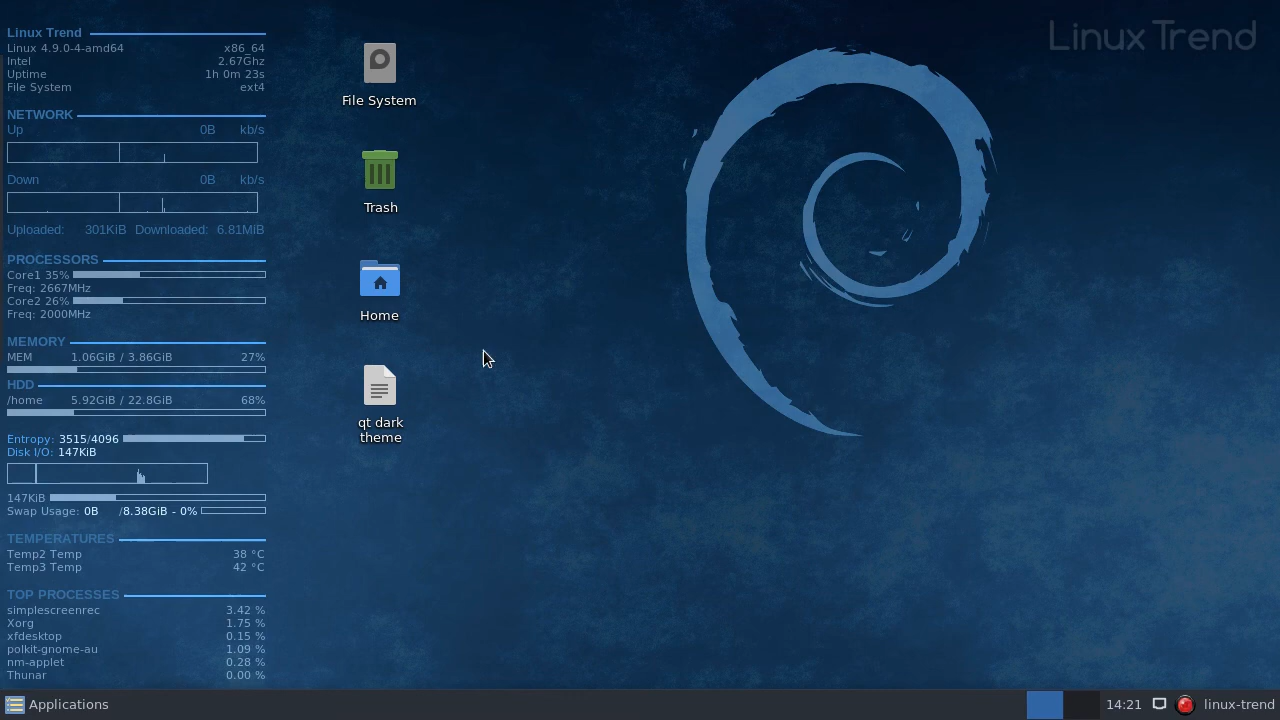 Linux Trend
Linux Trend
Linux 4.9.0-4-amd64 x86_64
Intel 2.67Ghz
Uptime 1h 0m 23s
File System ext4
NETWORK
Up 0B kb/s
Down 0B kb/s
Uploaded: 301KiB Downloaded: 6.81MiB
PROCESSORS
Core1 35%
Freq: 2667MHz
Core2 26%
Freq: 2000MHz
MEMORY
MEM 1.06GiB / 3.86GiB 27%
HDD
/home 5.92GiB / 22.8GiB 68%
Entropy: 3515/4096
Disk I/O: 147KiB
147KiB
Swap Usage: 0B /8.38GiB - 0%
TEMPERATURES
Temp2 Temp 38 °C
Temp3 Temp 42 °C
TOP PROCESSES
simplescreenrec 3.42 %
Xorg 1.75 %
xfdesktop 0.15 %
polkit-gnome-au 1.09 %
nm-applet 0.28 %
Thunar 0.00 %
File System
Trash
Home
qt dark
theme
Applications 14:21 linux-trend